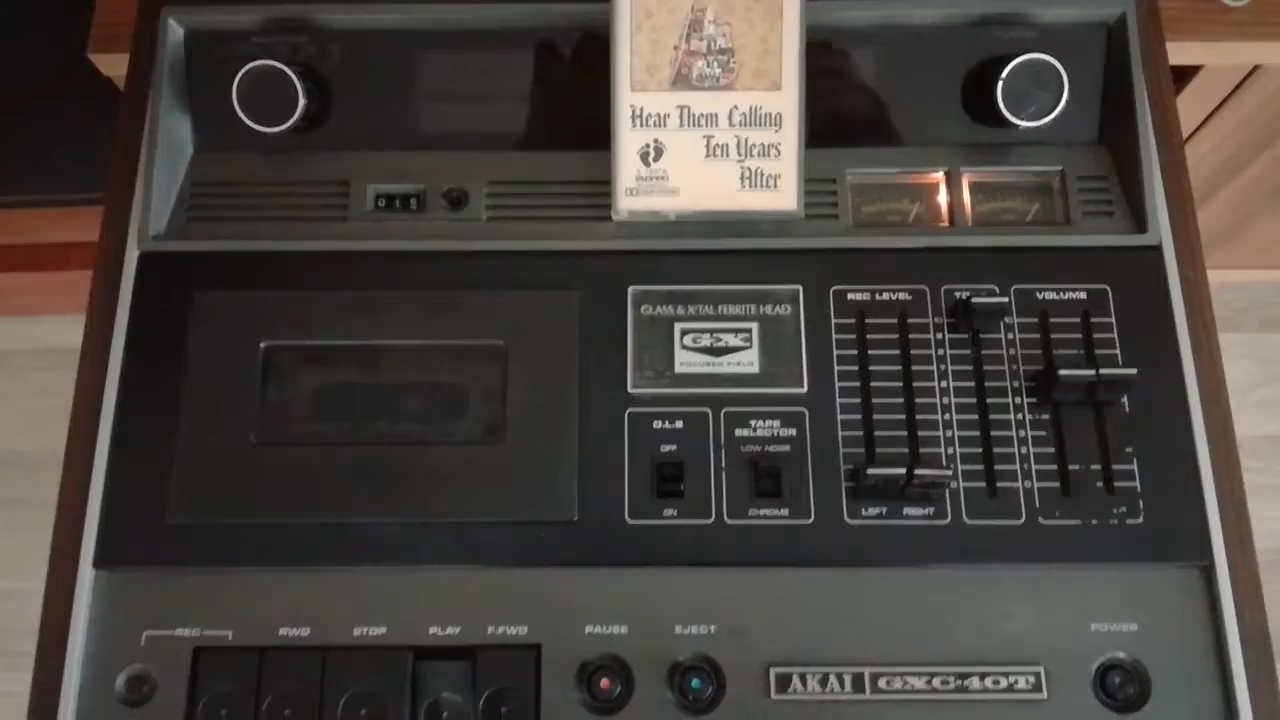 Hear Them Calling
Ten Years
After
GLASS & X'TAL FERRITE HEAD
GX
FOCUSED FIELD
O.L.S
OFF
ON
TAPE
SELECTOR
LOW NOISE
CHROME
REC LEVEL
VOLUME
LEFT RIGHT
REC
RWD
STOP
PLAY
F.FWD
PAUSE
EJECT
POWER
AKAI GXC-40T